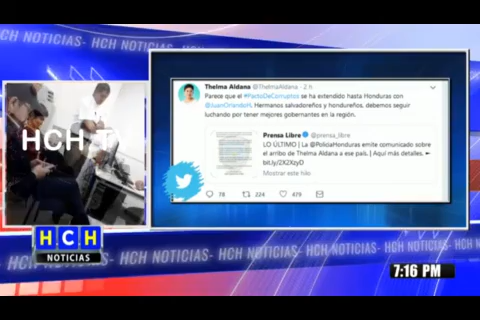 NOTICIAS- HCH NOTICIAS- HCH NOTICIAS
Thelma Aldana @ThelmaAldana · 2 h
Parece que el #PactoDeCorruptos se ha extendido hasta Honduras con
@JuanOrlandoH. Hermanos salvadoreños y hondureños, debemos seguir
luchando por tener mejores gobernantes en la región.
Prensa Libre @prensa_libre
LO ÚLTIMO | La @PoliciaHonduras emite comunicado sobre
el arribo de Thelma Aldana a ese país. | Aquí más detalles.
bit.ly/2X2XzyD
Mostrar este hilo
78 224 479
HCH T
HCH
NOTICIAS
HCH NOTICIAS- HCH NOTICIAS
HCH NOTICIAS- HCH NOTICIAS- HCH NOTICIAS
7:16 PM